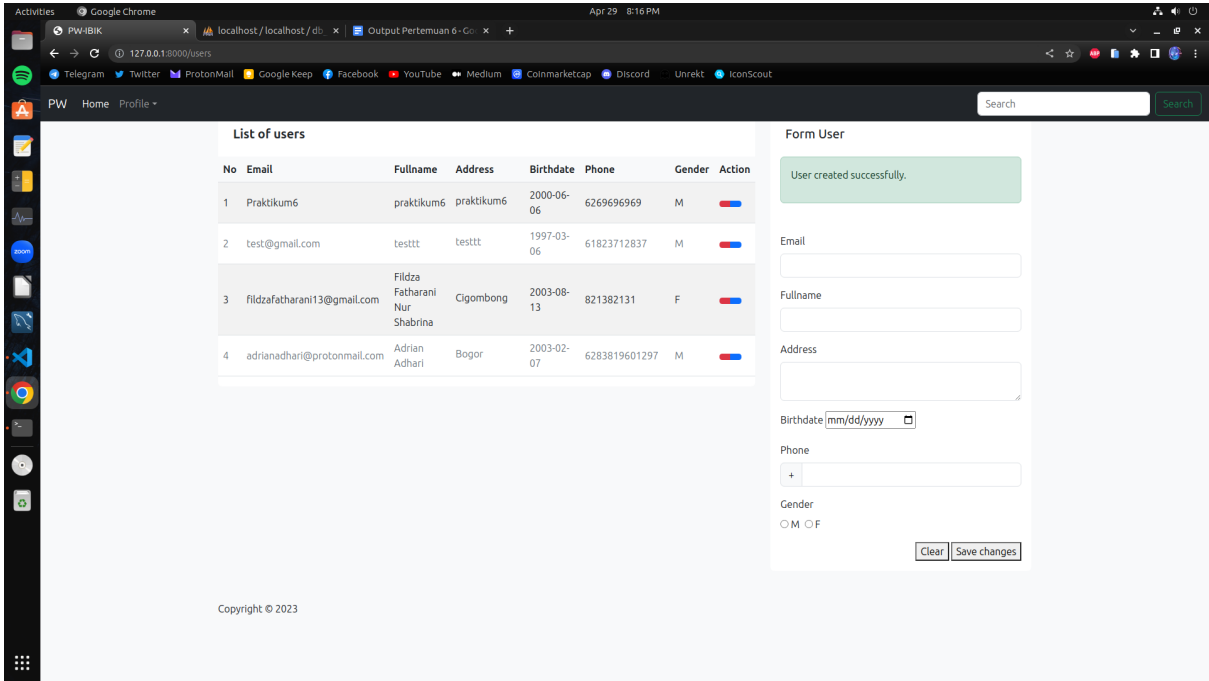 Activities Google Chrome Apr 29 8:16 PM
PW-IBIK localhost / localhost / db_ Output Pertemuan 6 - Go
127.0.0.1:8000/users
Telegram Twitter ProtonMail Google Keep Facebook YouTube Medium Coinmarketcap Discord Unrekt IconScout
PW Home Profile Search Search
List of users
No Email Fullname Address Birthdate Phone Gender Action
1 Praktikum6 praktikum6 praktikum6 2000-06-
06 6269696969 M
2 test@gmail.com testtt testtt 1997-03-
06 61823712837 M
3 fildzafatharani13@gmail.com Fildza
Fatharani
Nur
Shabrina Cigombong 2003-08-
13 821382131 F
4 adrianadhari@protonmail.com Adrian
Adhari Bogor 2003-02-
07 6283819601297 M
Form User
User created successfully.
Email
Fullname
Address
Birthdate mm/dd/yyyy
Phone
+
Gender
M F
Clear Save changes
Copyright © 2023
zoom
ABP